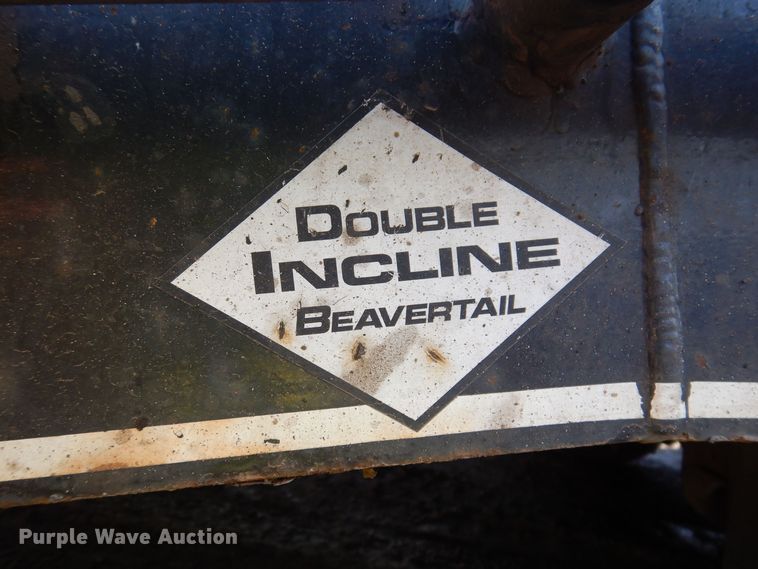 DOUBLE
INCLINE
BEAVERTAIL
Purple Wave Auction